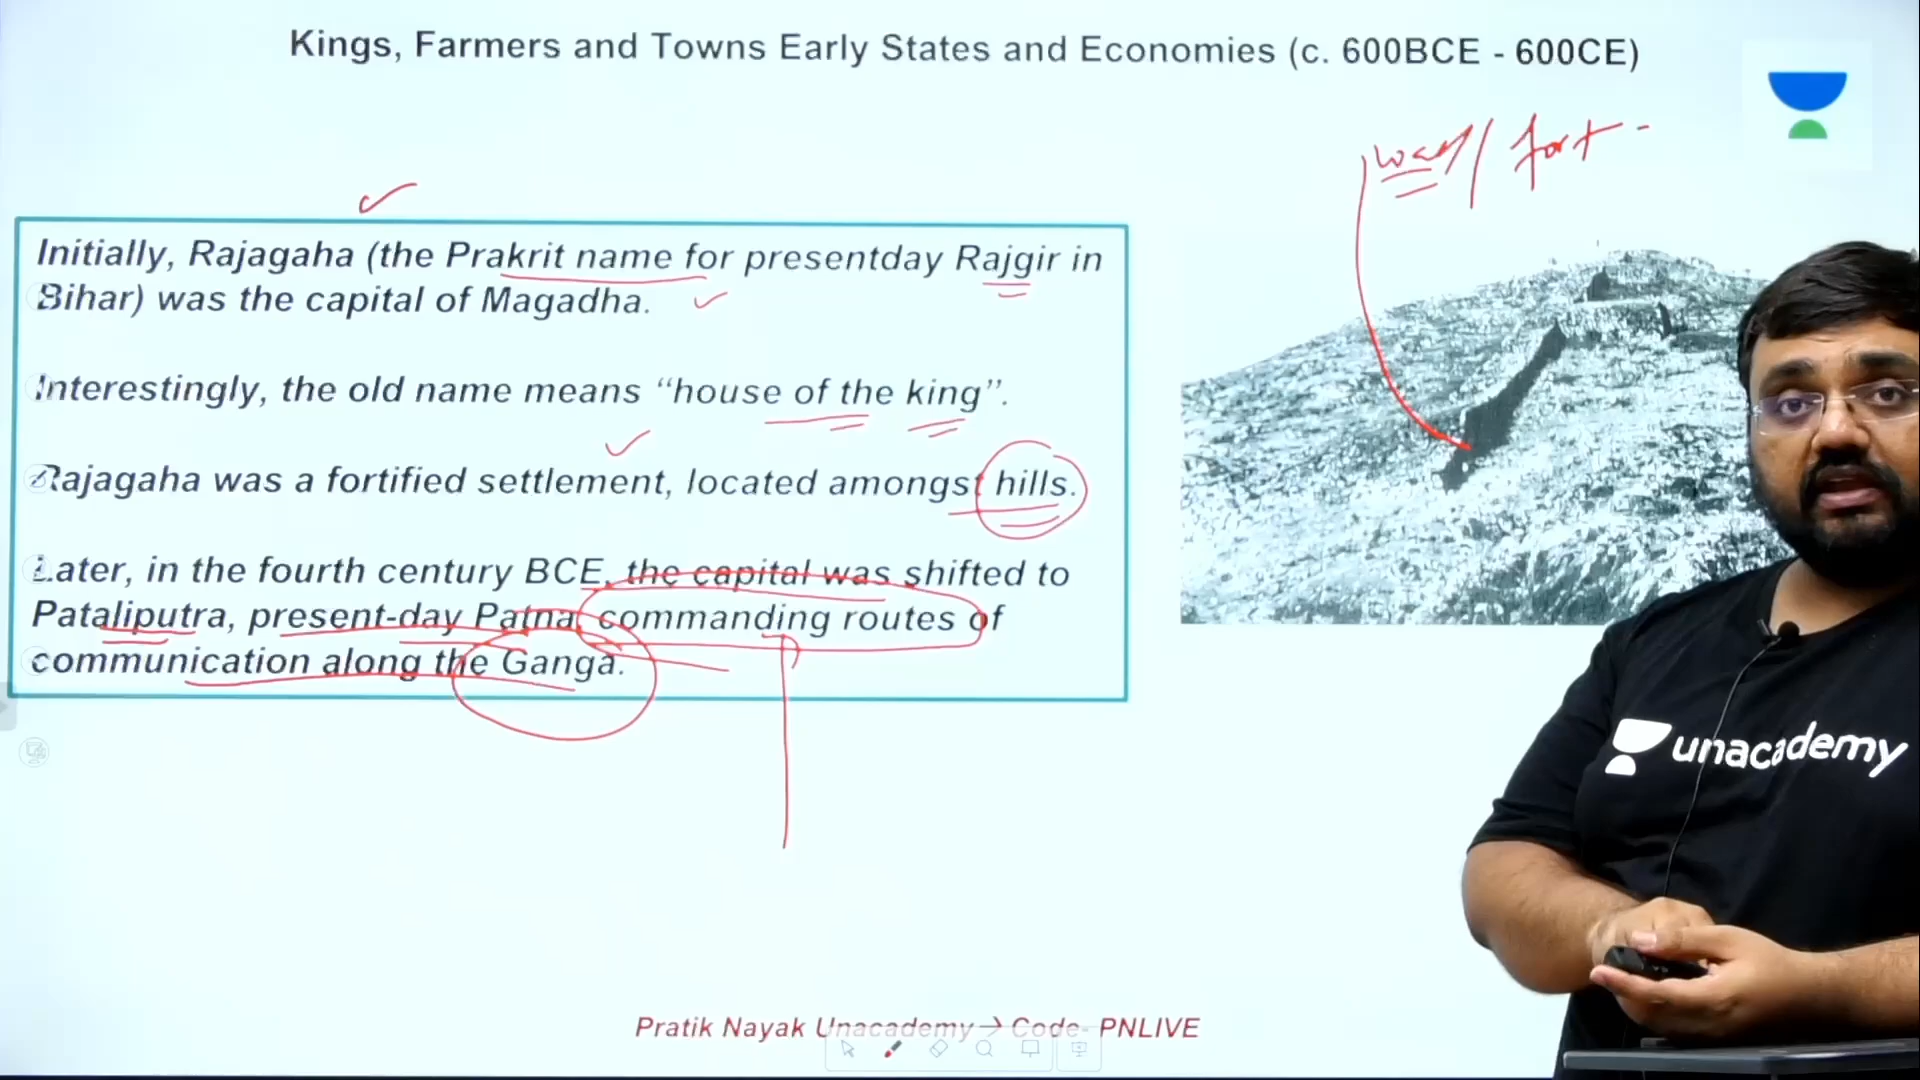 Kings, Farmers and Towns Early States and Economies (c. 600BCE - 600CE)
wall/ fort -
Initially, Rajagaha (the Prakrit name for presentday Rajgir in
Bihar) was the capital of Magadha.
Interestingly, the old name means “house of the king”.
Rajagaha was a fortified settlement, located amongst hills.
Later, in the fourth century BCE, the capital was shifted to
Pataliputra, present-day Patna, commanding routes of
communication along the Ganga.
unacademy
Pratik Nayak Unacademy→ Code- PNLIVE